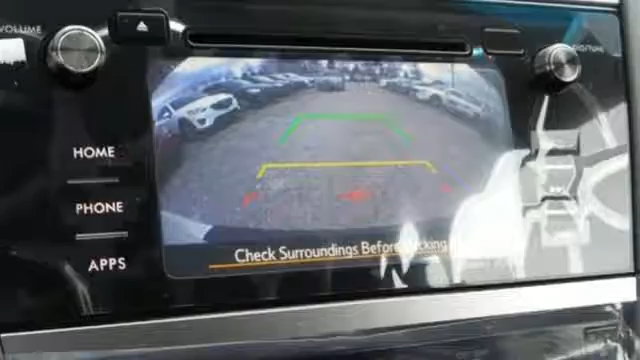 VOLUME
HOME
PHONE
APPS
Check Surroundings Before